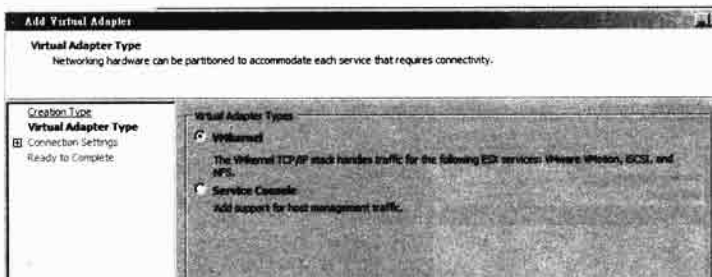 Add Virtual Adapter
Virtual Adapter Type
Networking hardware can be partitioned to accommodate each service that requires connectivity.
Creation Type
Virtual Adapter Type
Connection Settings
Ready to Complete
Virtual Adapter Types
VMkernel
The VMkernel TCP/IP stack handles traffic for the following ESX services: VMware VMotion, iSCSI, and
NFS.
Service Console
Add support for host management traffic.